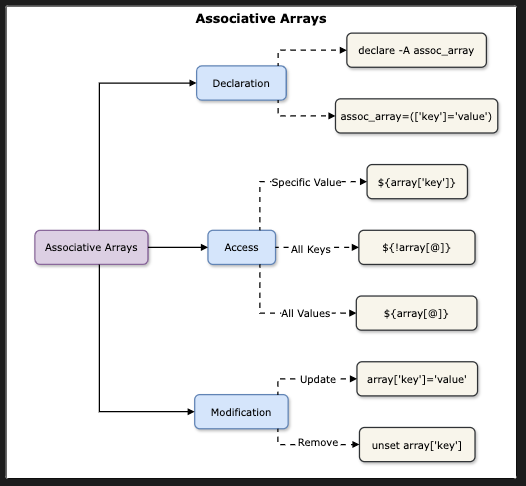 Associative Arrays
declare -A assoc_array
Declaration
assoc_array=(['key']='value')
Specific Value
${array['key']}
Associative Arrays
Access
All Keys
${!array[@]}
All Values
${array[@]}
Update
array['key']='value'
Modification
Remove
unset array['key']